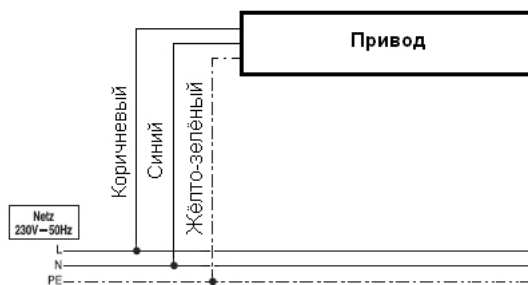 Привод
Коричневый
Синий
Жёлто-зелёный
Netz
230V~50Hz
L
N
PE